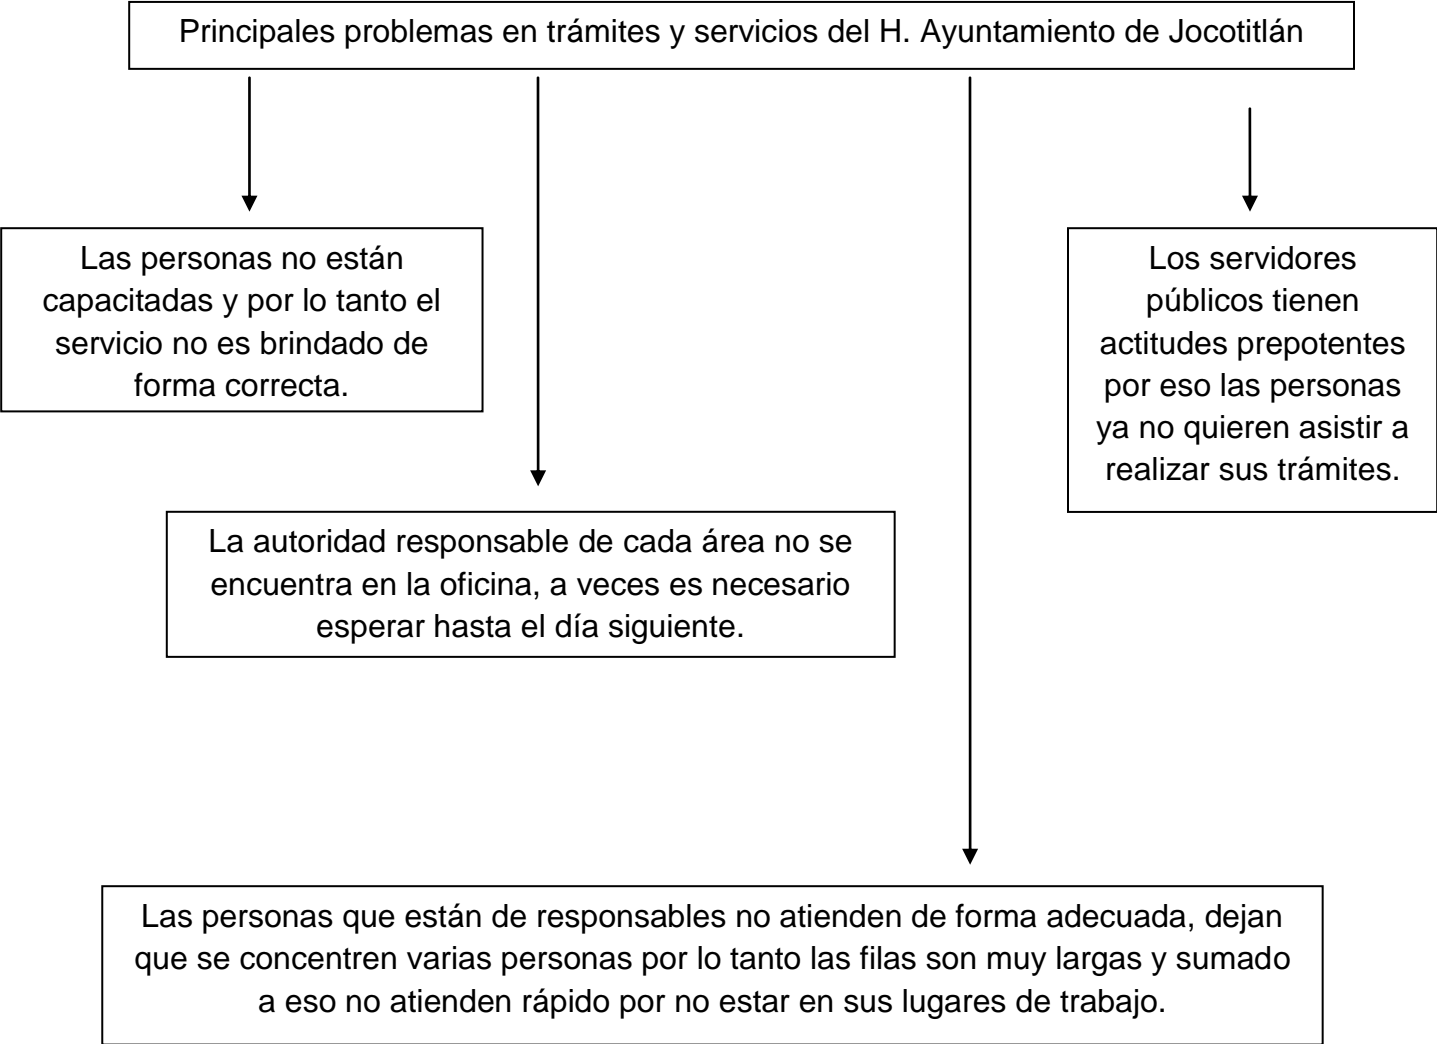 Principales problemas en trámites y servicios del H. Ayuntamiento de Jocotitlán
Las personas no están
capacitadas y por lo tanto el
servicio no es brindado de
forma correcta.
Los servidores
públicos tienen
actitudes prepotentes
por eso las personas
ya no quieren asistir a
realizar sus trámites.
La autoridad responsable de cada área no se
encuentra en la oficina, a veces es necesario
esperar hasta el día siguiente.
Las personas que están de responsables no atienden de forma adecuada, dejan
que se concentren varias personas por lo tanto las filas son muy largas y sumado
a eso no atienden rápido por no estar en sus lugares de trabajo.